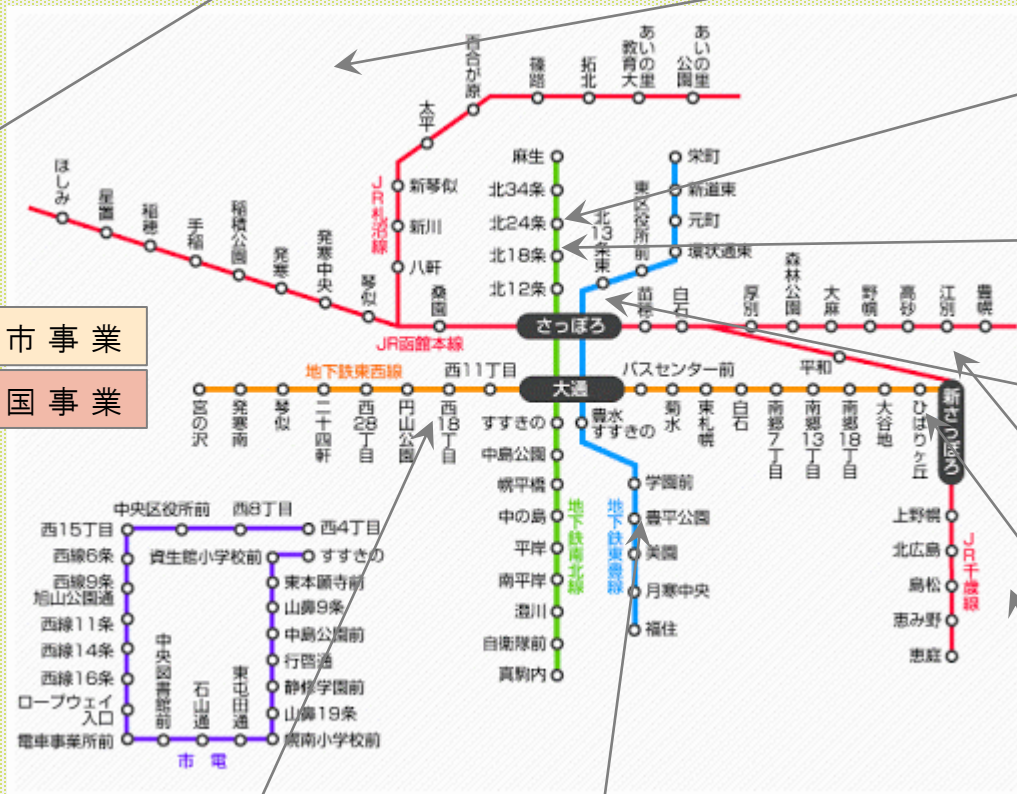 百合が原
篠路
拓北
あいの里
教育大
あいの里
公園
太平
新琴似
新川
八軒
JR札沼線
ほしみ
星置
稲穂
手稲
稲積公園
発寒
発寒中央
琴似
桑園
JR函館本線
麻生
北34条
北24条
北18条
北12条
さっぽろ
栄町
新道東
元町
環状通東
東区役所前
北13条東
苗穂
白石
厚別
森林公園
大麻
野幌
高砂
江別
豊幌
平和
市事業
国事業
地下鉄東西線
西11丁目
大通
バスセンター前
宮の沢
発寒南
琴似
二十四軒
西28丁目
円山公園
西18丁目
菊水
東札幌
白石
南郷7丁目
南郷13丁目
南郷18丁目
大谷地
ひばりヶ丘
新さっぽろ
すすきの
中島公園
幌平橋
中の島
平岸
南平岸
澄川
自衛隊前
真駒内
地下鉄南北線
豊水
すすきの
学園前
豊平公園
美園
月寒中央
福住
地下鉄東豊線
上野幌
北広島
島松
恵み野
恵庭
JR千歳線
中央区役所前
西8丁目
西4丁目
西15丁目
西線6条
西線9条
旭山公園通
西線11条
西線14条
西線16条
ロープウェイ
入口
電車事業所前
中央図書館前
石山通
東屯田通
資生館小学校前
すすきの
東本願寺前
山鼻9条
中島公園前
行啓通
静修学園前
山鼻19条
幌南小学校前
市電